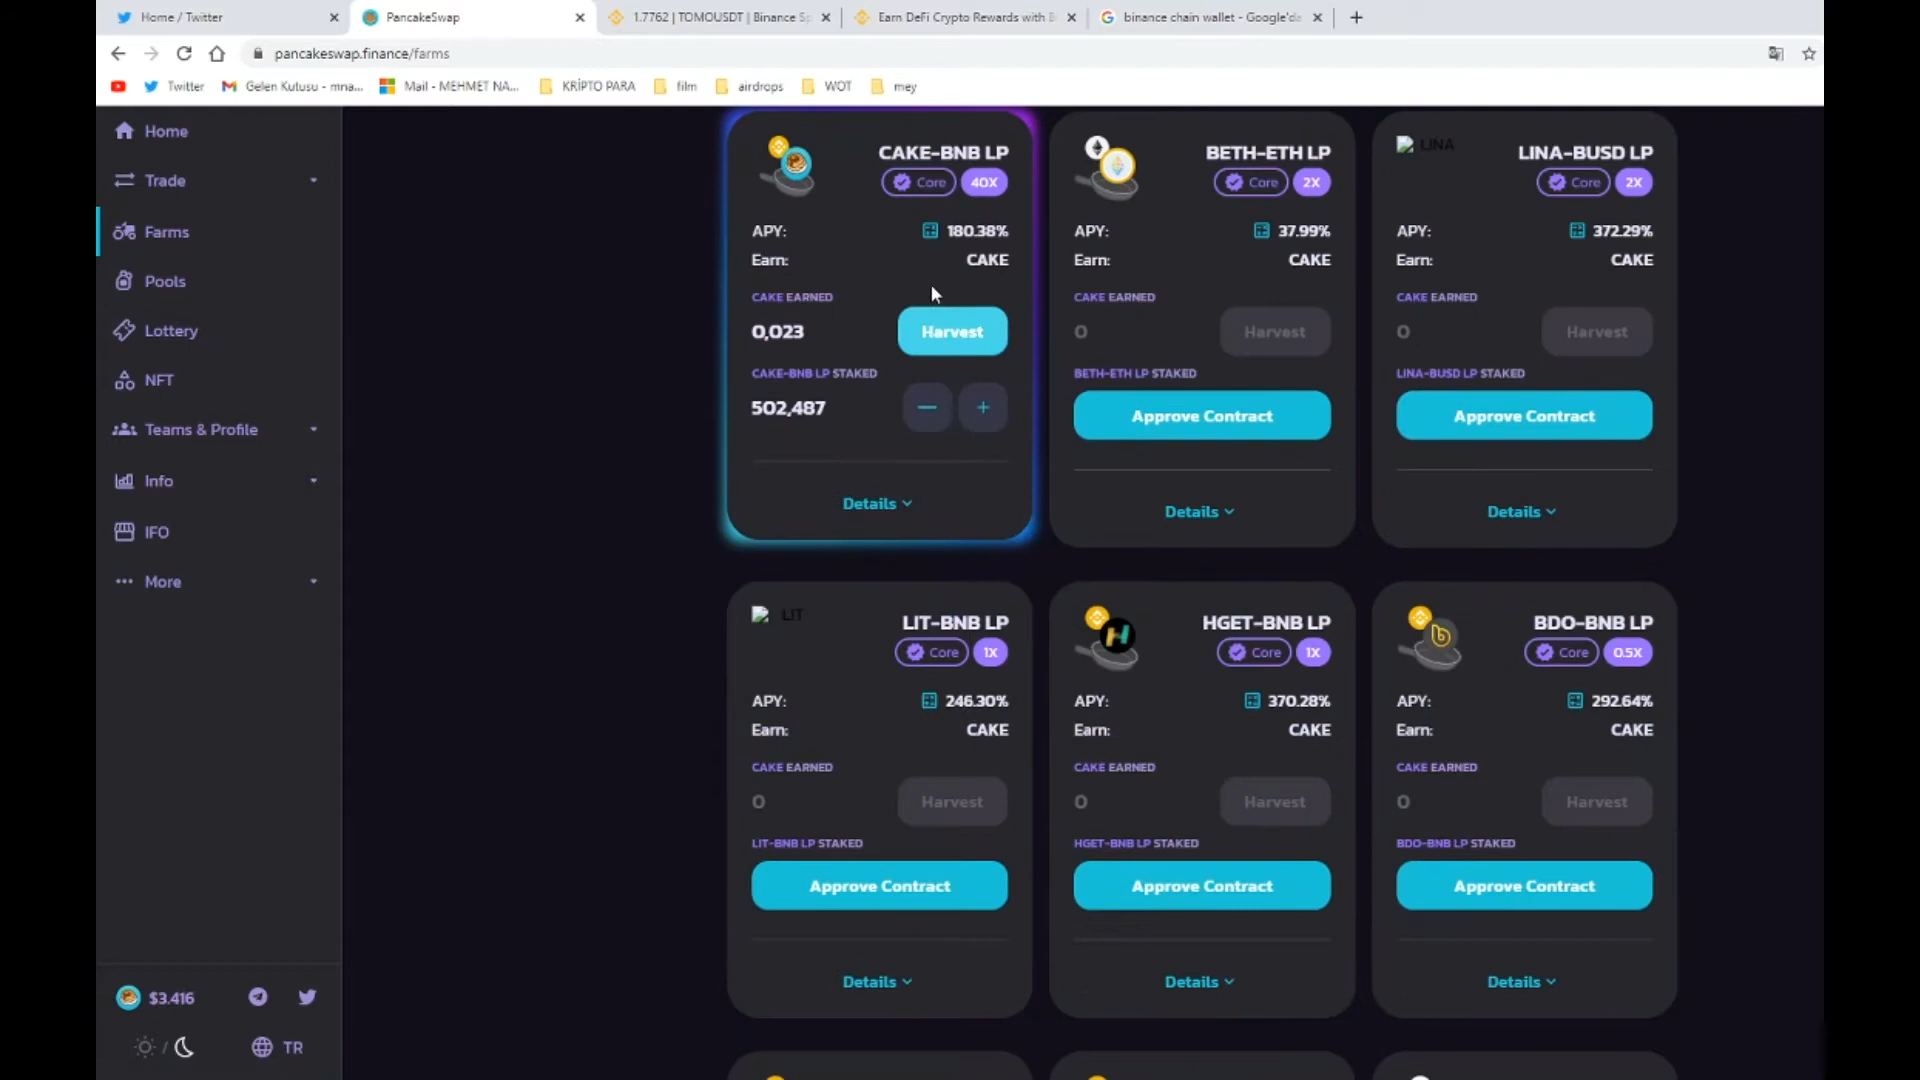 Home / Twitter
PancakeSwap
1.7762 | TOMOUSDT | Binance Sp
Earn DeFi Crypto Rewards with B
binance chain wallet - Google'da
pancakeswap.finance/farms
Twitter
Gelen Kutusu - mna...
Mail - MEHMET NA...
KRİPTO PARA
film
airdrops
WOT
mey
Home
Trade
Farms
Pools
Lottery
NFT
Teams & Profile
Info
IFO
More
$3.416
TR
CAKE-BNB LP
Core
40X
APY:
180.38%
Earn:
CAKE
CAKE EARNED
0,023
Harvest
CAKE-BNB LP STAKED
502,487
Details
BETH-ETH LP
Core
2X
APY:
37.99%
Earn:
CAKE
CAKE EARNED
0
Harvest
BETH-ETH LP STAKED
Approve Contract
Details
LINA
LINA-BUSD LP
Core
2X
APY:
372.29%
Earn:
CAKE
CAKE EARNED
0
Harvest
LINA-BUSD LP STAKED
Approve Contract
Details
LIT
LIT-BNB LP
Core
1X
APY:
246.30%
Earn:
CAKE
CAKE EARNED
0
Harvest
LIT-BNB LP STAKED
Approve Contract
Details
HGET-BNB LP
Core
1X
APY:
370.28%
Earn:
CAKE
CAKE EARNED
0
Harvest
HGET-BNB LP STAKED
Approve Contract
Details
BDO-BNB LP
Core
0.5X
APY:
292.64%
Earn:
CAKE
CAKE EARNED
0
Harvest
BDO-BNB LP STAKED
Approve Contract
Details